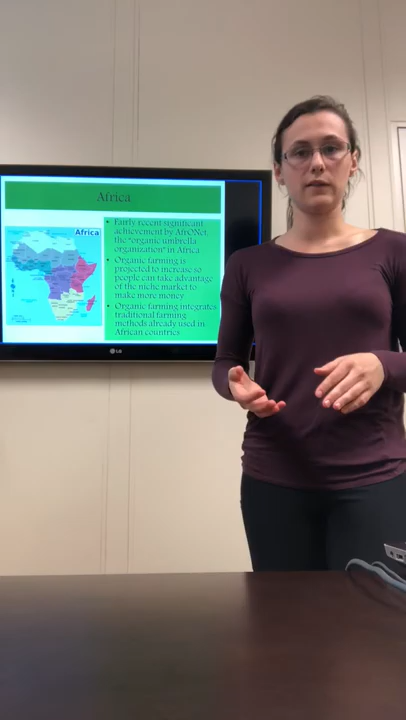 Africa
Africa
• Fairly recent significant
achievement by AfrONet,
the "organic umbrella
organization" in Africa
• Organic farming is
projected to increase so
people can take advantage
of the niche market to
make more money
• Organic farming integrates
traditional farming
methods already used in
African countries
LG